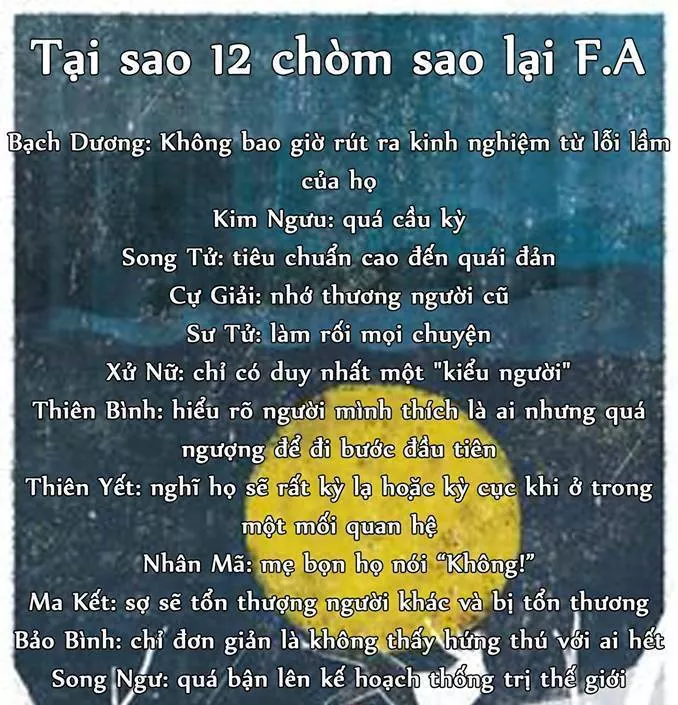 Tại sao 12 chòm sao lại F.A
Bạch Dương: Không bao giờ rút ra kinh nghiệm từ lỗi lầm
của họ
Kim Ngưu: quá cầu kỳ
Song Tử: tiêu chuẩn cao đến quái đản
Cự Giải: nhớ thương người cũ
Sư Tử: làm rối mọi chuyện
Xử Nữ: chỉ có duy nhất một "kiểu người"
Thiên Bình: hiểu rõ người mình thích là ai nhưng quá
ngượng để đi bước đầu tiên
Thiên Yết: nghĩ họ sẽ rất kỳ lạ hoặc kỳ cục khi ở trong
một mối quan hệ
Nhân Mã: mẹ bọn họ nói “Không!”
Ma Kết: sợ sẽ tổn thượng người khác và bị tổn thương
Bảo Bình: chỉ đơn giản là không thấy hứng thú với ai hết
Song Ngư: quá bận lên kế hoạch thống trị thế giới